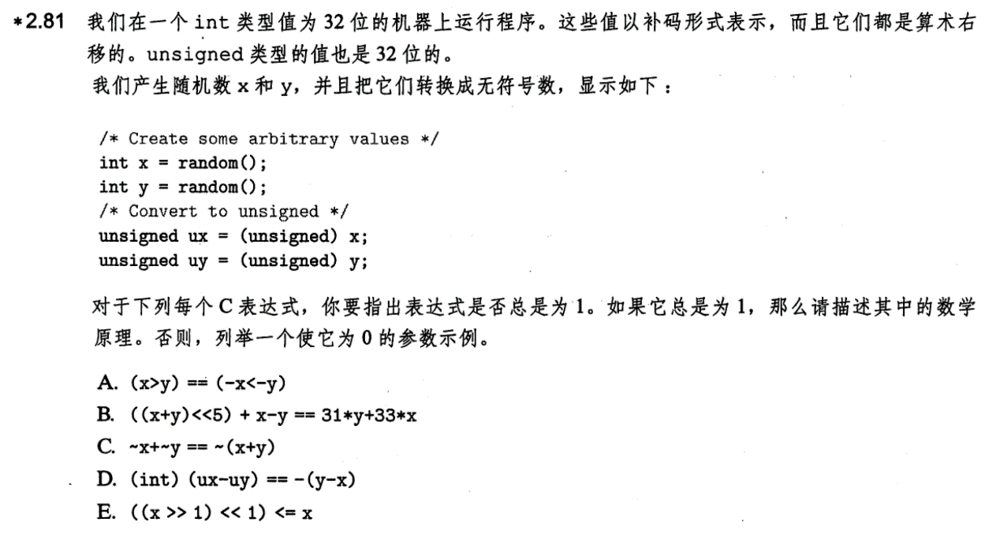 *2.81 我们在一个 int 类型值为 32 位的机器上运行程序。这些值以补码形式表示，而且它们都是算术右
移的。unsigned 类型的值也是 32 位的。
我们产生随机数 x 和 y，并且把它们转换成无符号数，显示如下：
/* Create some arbitrary values */
int x = random();
int y = random();
/* Convert to unsigned */
unsigned ux = (unsigned) x;
unsigned uy = (unsigned) y;
对于下列每个 C 表达式，你要指出表达式是否总是为 1。如果它总是为 1，那么请描述其中的数学
原理。否则，列举一个使它为 0 的参数示例。
A. (x>y) == (-x<-y)
B. ((x+y)<<5) + x-y == 31*y+33*x
C. ~x+~y == ~(x+y)
D. (int) (ux-uy) == -(y-x)
E. ((x >> 1) << 1) <= x